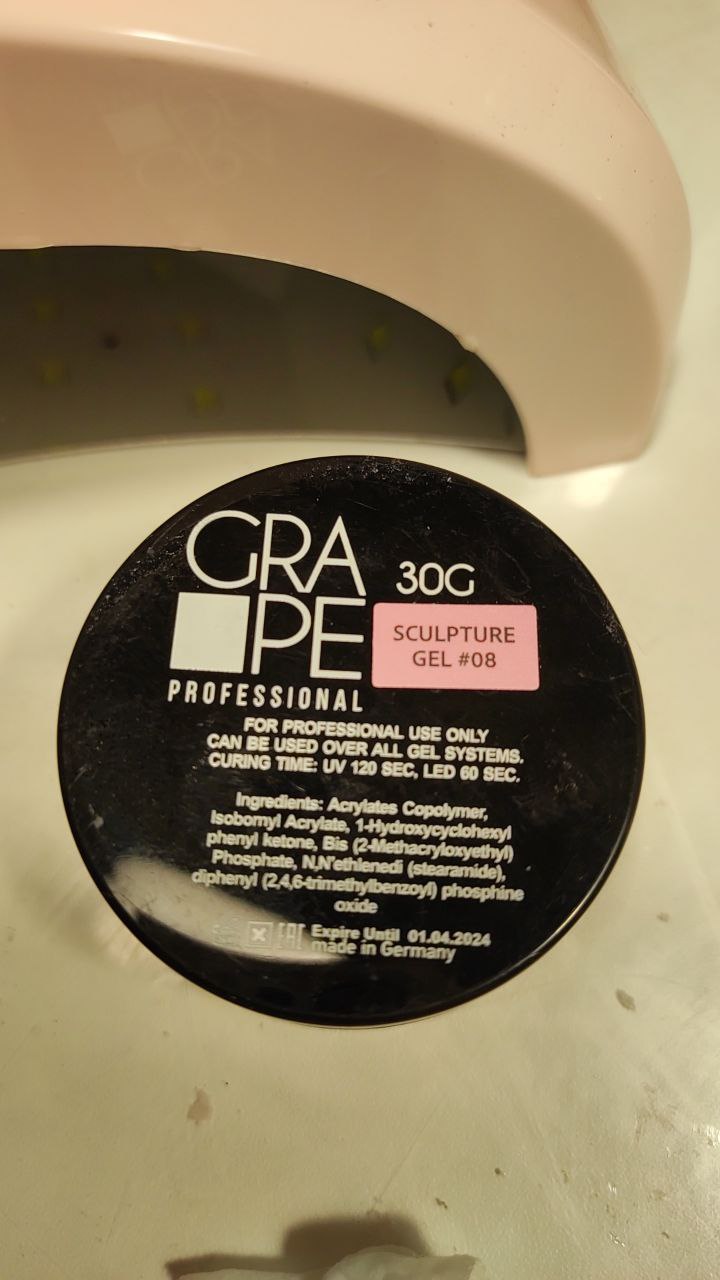 GRA
PE
PROFESSIONAL
30G
SCULPTURE
GEL #08
FOR PROFESSIONAL USE ONLY
CAN BE USED OVER ALL GEL SYSTEMS.
CURING TIME: UV 120 SEC, LED 60 SEC.
Ingredients: Acrylates Copolymer,
Isobornyl Acrylate, 1-Hydroxycyclohexyl
phenyl ketone, Bis (2-Methacryloxyethyl)
Phosphate, N,N'ethlenedi (stearamide),
diphenyl (2,4,6-trimethylbenzoyl) phosphine
oxide
EAC Expire Until 01.04.2024
made in Germany